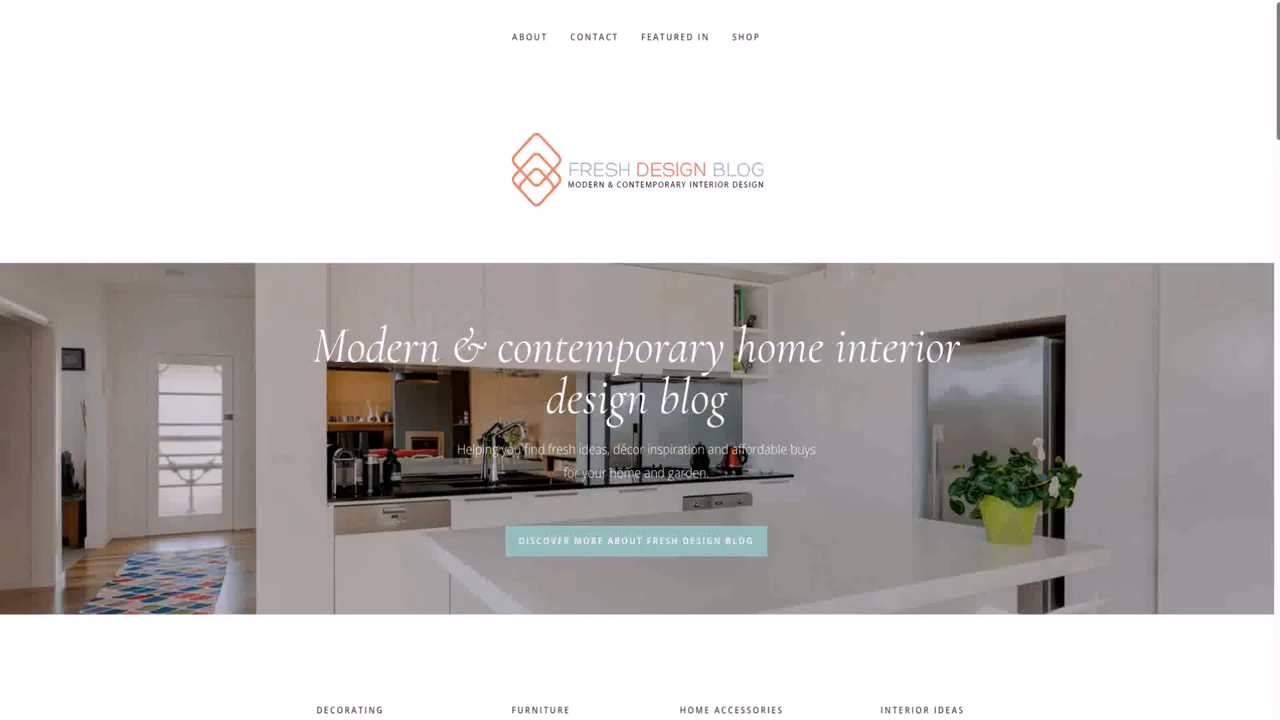 ABOUT CONTACT FEATURED IN SHOP
FRESH DESIGN BLOG
MODERN & CONTEMPORARY INTERIOR DESIGN
Modern & contemporary home interior
design blog
Helping you find fresh ideas, décor inspiration and affordable buys
for your home and garden.
DISCOVER MORE ABOUT FRESH DESIGN BLOG
DECORATING FURNITURE HOME ACCESSORIES INTERIOR IDEAS